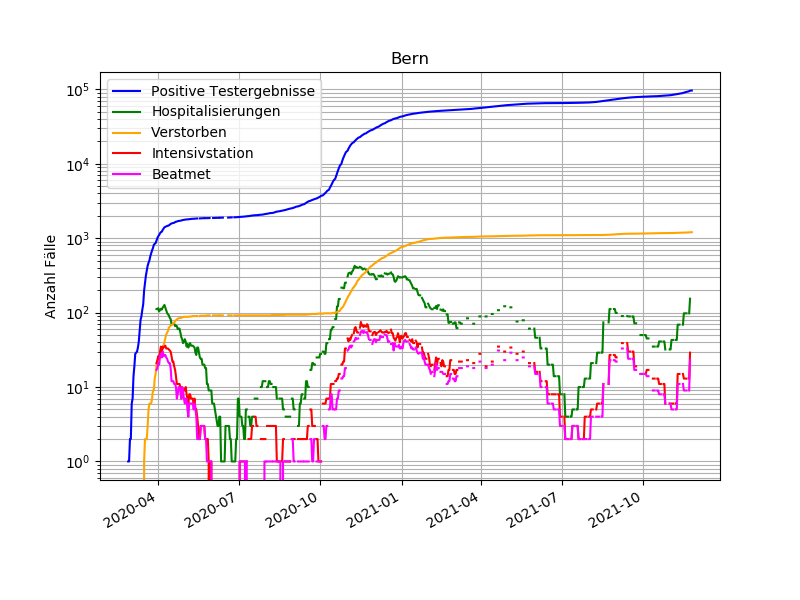 Bern
Positive Testergebnisse
Hospitalisierungen
Verstorben
Intensivstation
Beatmet
Anzahl Fälle
10^5
10^4
10^3
10^2
10^1
10^0
2020-04
2020-07
2020-10
2021-01
2021-04
2021-07
2021-10